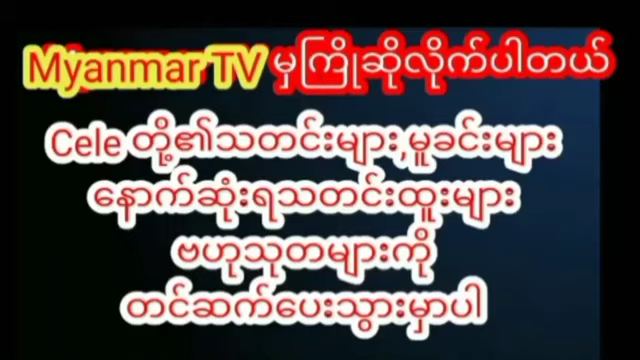 Myanmar TV မှကြိုဆိုလိုက်ပါတယ်
Cele တို့၏သတင်းများ,မူခင်းများ
နောက်ဆုံးရသတင်းထူးများ
ဗဟုသုတများကို
တင်ဆက်ပေးသွားမှာပါ